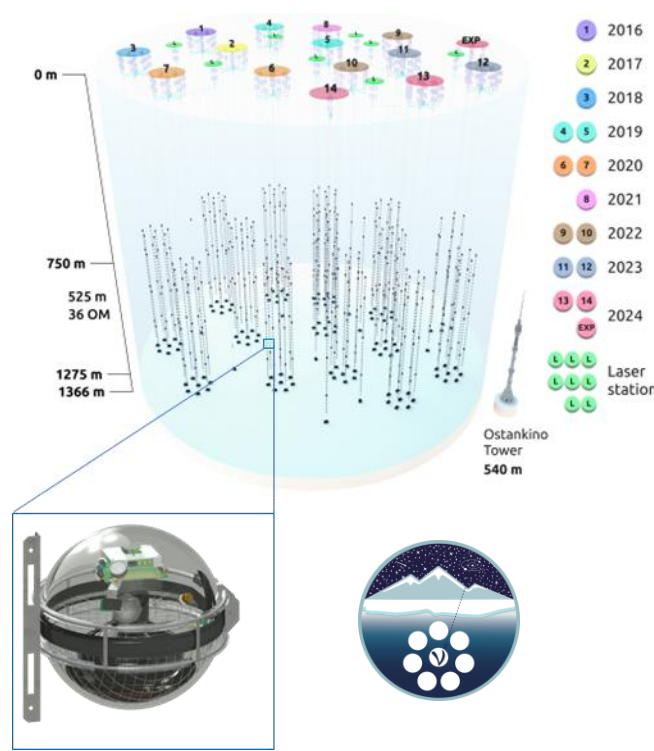 0 m
750 m
525 m
36 OM
1275 m
1366 m
1
4
8
9
EXP
3
2
5
11
7
6
10
13
12
14
1 2016
2 2017
3 2018
4 5 2019
6 7 2020
8 2021
9 10 2022
11 12 2023
13 14
EXP
2024
L L L
L L L
L L
Laser
station
Ostankino
Tower
540 m
ν